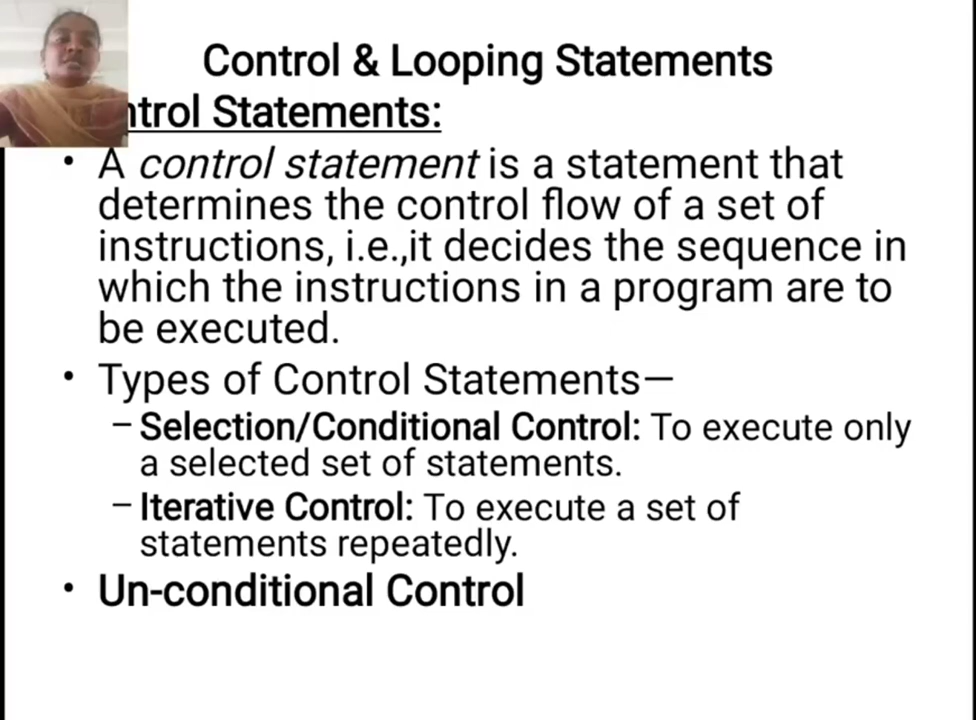 Control & Looping Statements
ntrol Statements:
• A control statement is a statement that
determines the control flow of a set of
instructions, i.e.,it decides the sequence in
which the instructions in a program are to
be executed.
• Types of Control Statements—
– Selection/Conditional Control: To execute only
a selected set of statements.
– Iterative Control: To execute a set of
statements repeatedly.
• Un-conditional Control